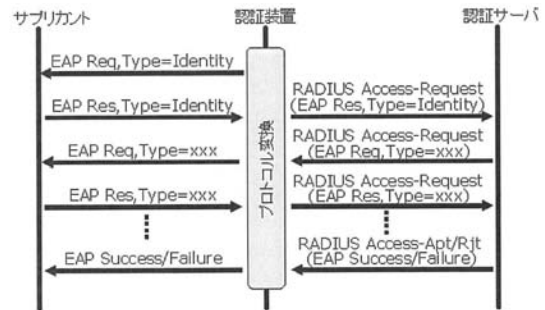 サプリカント
認証装置
認証サーバ
EAP Req,Type=Identity
EAP Res,Type=Identity
RADIUS Access-Request
(EAP Res,Type=Identity)
EAP Req,Type=xxx
RADIUS Access-Request
(EAP Req,Type=xxx)
EAP Res,Type=xxx
RADIUS Access-Request
(EAP Res,Type=xxx)
EAP Success/Failure
RADIUS Access-Apt/Rjt
(EAP Success/Failure)
プロトコル変換